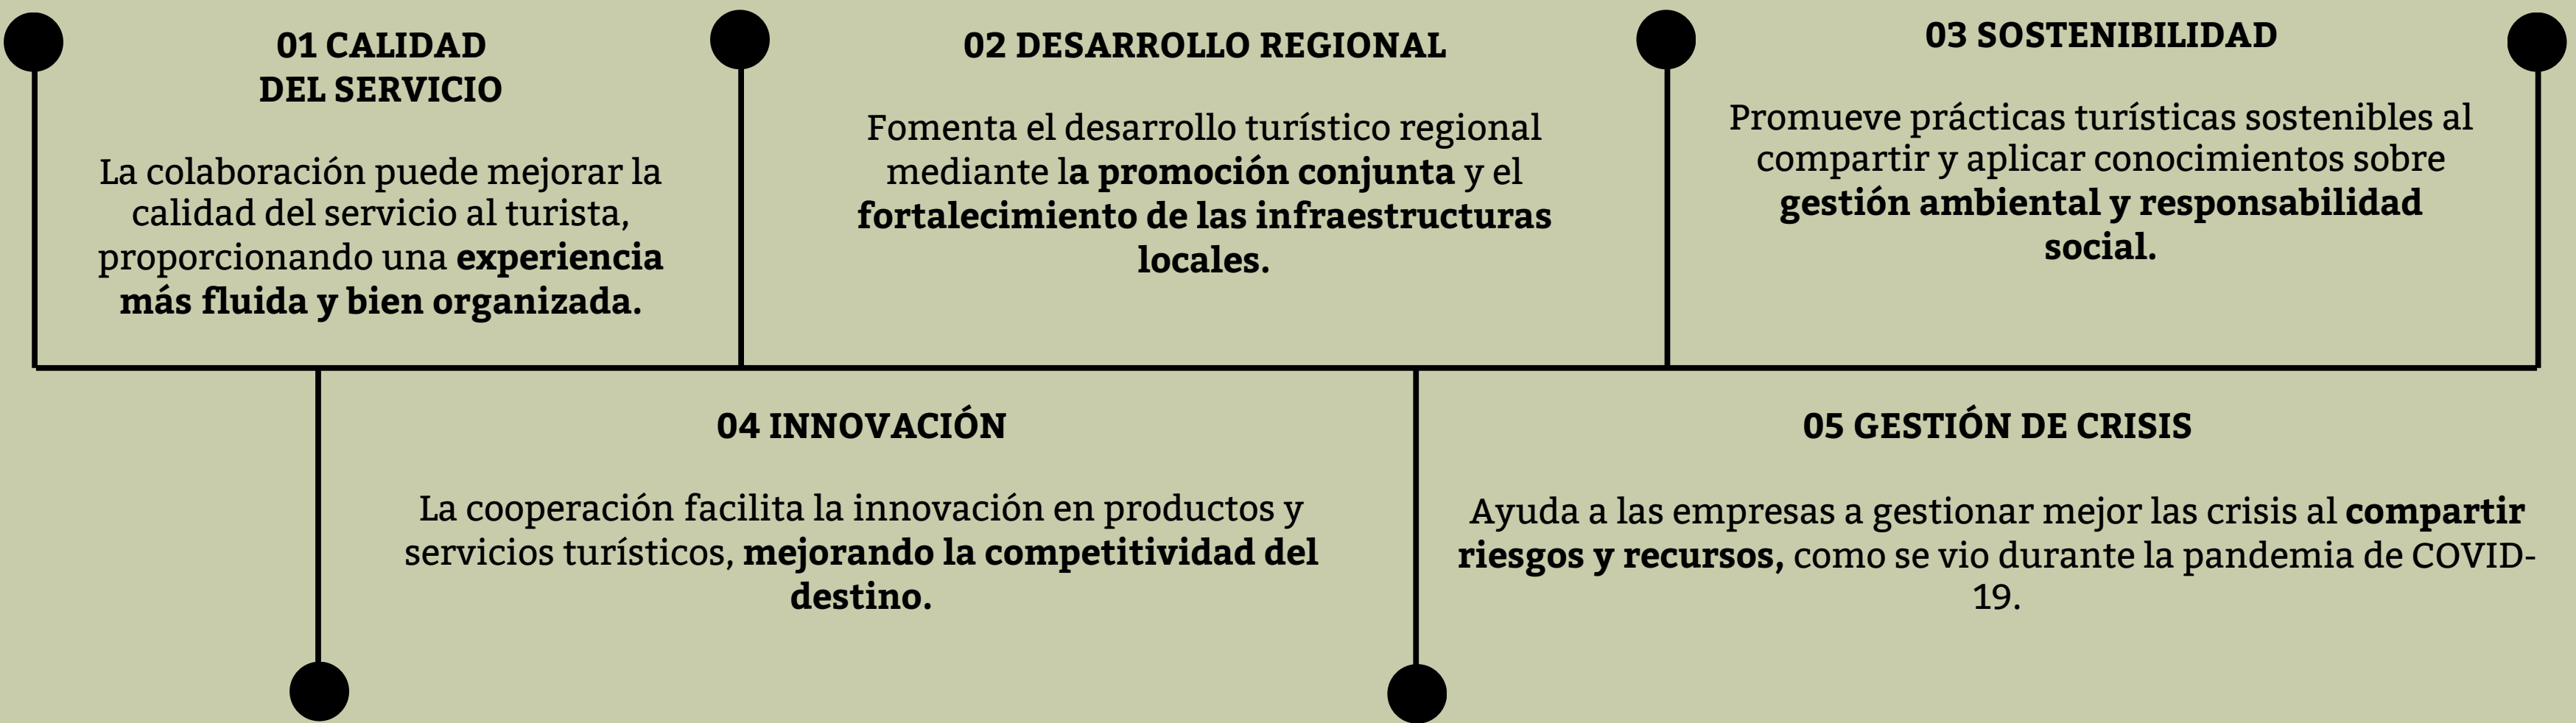 01 CALIDAD
DEL SERVICIO
La colaboración puede mejorar la
calidad del servicio al turista,
proporcionando una experiencia
más fluida y bien organizada.
02 DESARROLLO REGIONAL
Fomenta el desarrollo turístico regional
mediante la promoción conjunta y el
fortalecimiento de las infraestructuras
locales.
03 SOSTENIBILIDAD
Promueve prácticas turísticas sostenibles al
compartir y aplicar conocimientos sobre
gestión ambiental y responsabilidad
social.
04 INNOVACIÓN
La cooperación facilita la innovación en productos y
servicios turísticos, mejorando la competitividad del
destino.
05 GESTIÓN DE CRISIS
Ayuda a las empresas a gestionar mejor las crisis al compartir
riesgos y recursos, como se vio durante la pandemia de COVID-
19.